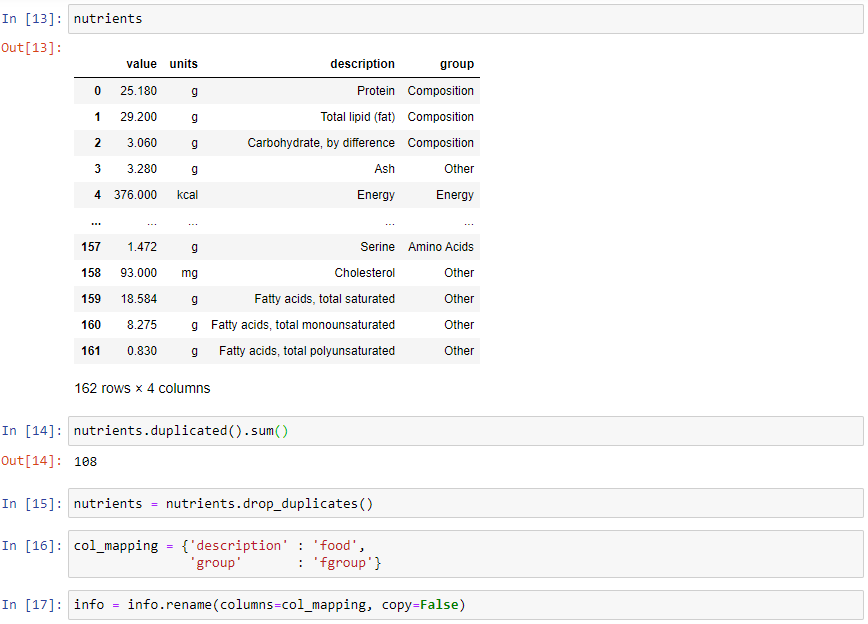 In [13]: nutrients
Out[13]:
value units description group
0 25.180 g Protein Composition
1 29.200 g Total lipid (fat) Composition
2 3.060 g Carbohydrate, by difference Composition
3 3.280 g Ash Other
4 376.000 kcal Energy Energy
... ... ... ... ...
157 1.472 g Serine Amino Acids
158 93.000 mg Cholesterol Other
159 18.584 g Fatty acids, total saturated Other
160 8.275 g Fatty acids, total monounsaturated Other
161 0.830 g Fatty acids, total polyunsaturated Other
162 rows × 4 columns
In [14]: nutrients.duplicated().sum()
Out[14]: 108
In [15]: nutrients = nutrients.drop_duplicates()
In [16]: col_mapping = {'description' : 'food',
'group' : 'fgroup'}
In [17]: info = info.rename(columns=col_mapping, copy=False)